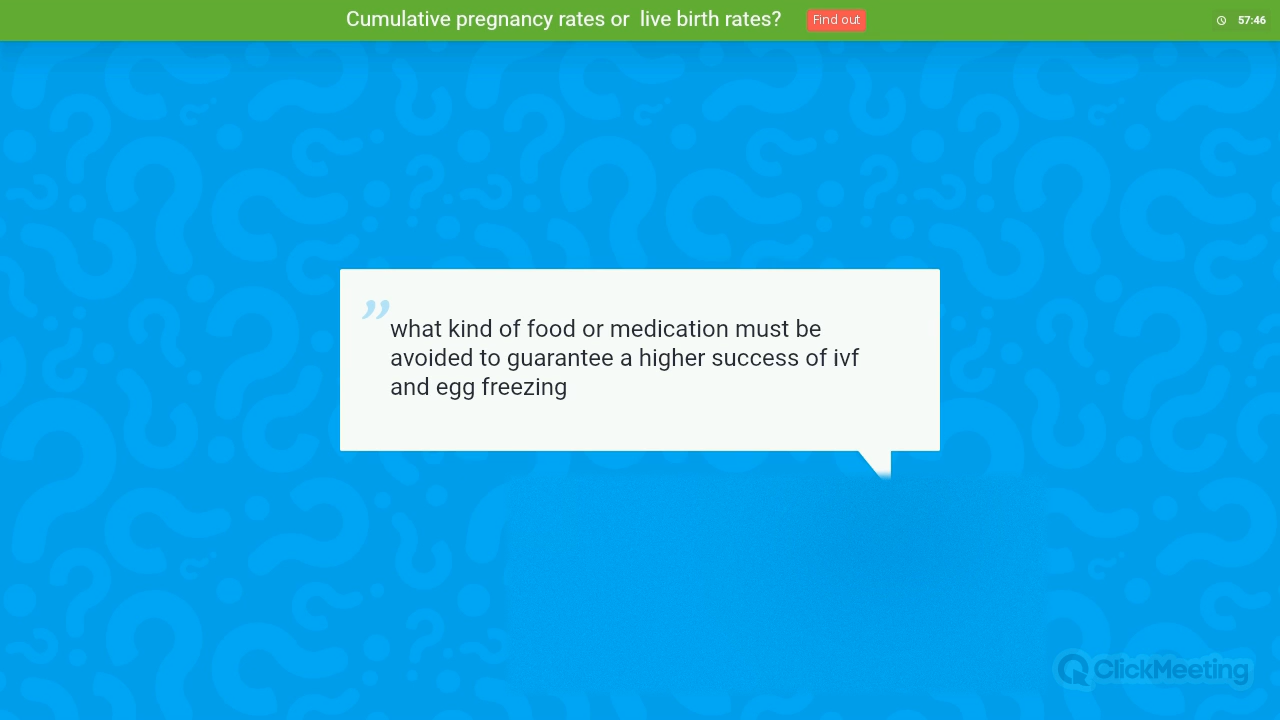 Cumulative pregnancy rates or  live birth rates?
Find out
57:46
”
what kind of food or medication must be
avoided to guarantee a higher success of ivf
and egg freezing
ClickMeeting